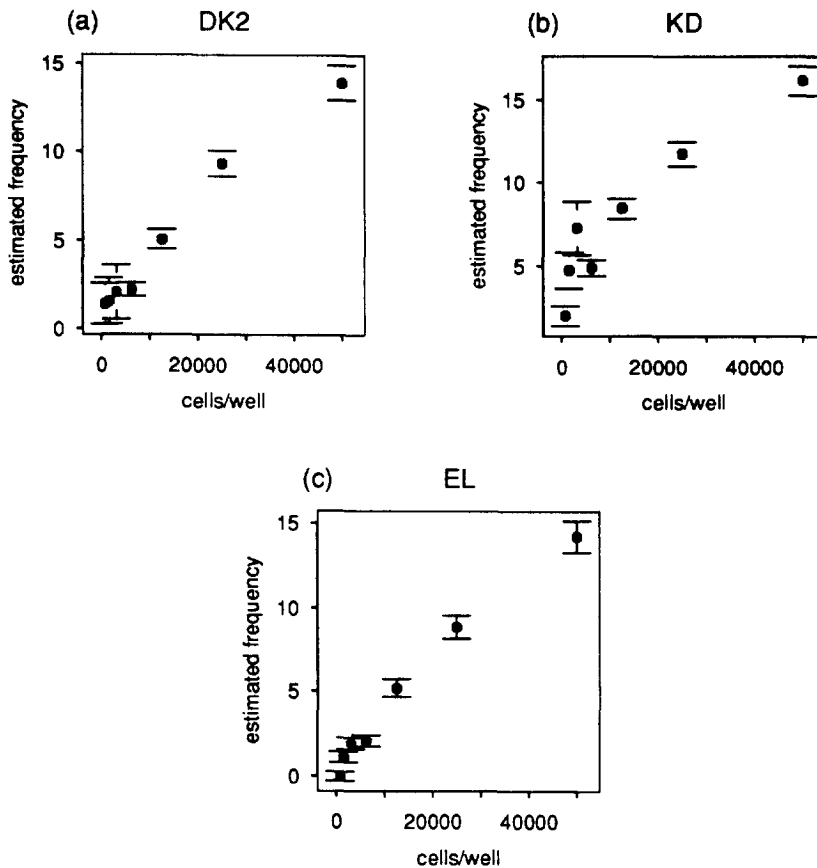 (a) DK2
estimated frequency
15
10
5
0
0 20000 40000
cells/well
(b) KD
estimated frequency
15
10
5
0 20000 40000
cells/well
(c) EL
estimated frequency
15
10
5
0
0 20000 40000
cells/well